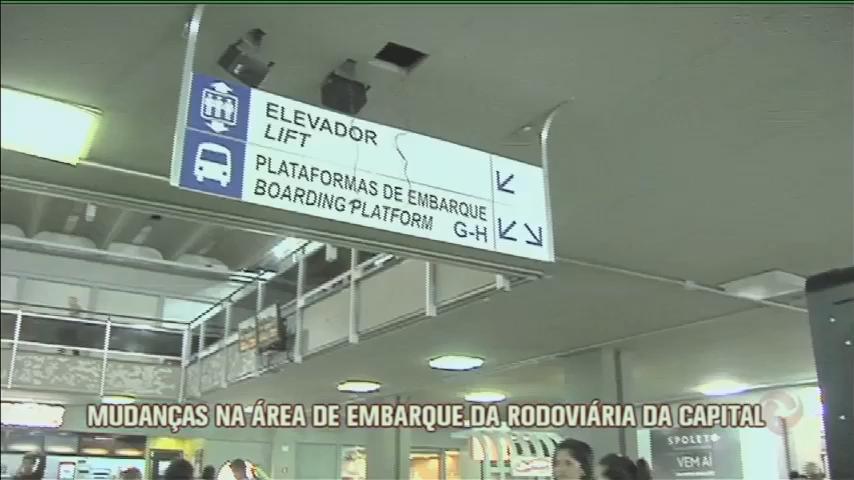 ELEVADOR
LIFT
PLATAFORMAS DE EMBARQUE
BOARDING PLATFORM
G-H
MUDANÇAS NA ÁREA DE EMBARQUE DA RODOVIÁRIA DA CAPITAL
SPOLETO
VEM AÍ